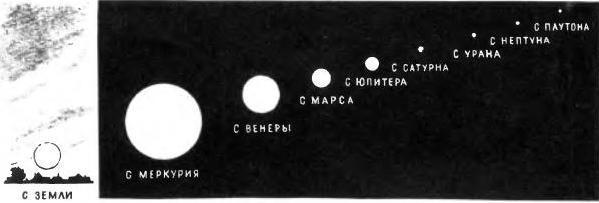 С ЗЕМЛИ
С МЕРКУРИЯ
С ВЕНЕРЫ
С МАРСА
С ЮПИТЕРА
С САТУРНА
С УРАНА
С НЕПТУНА
С ПЛУТОНА